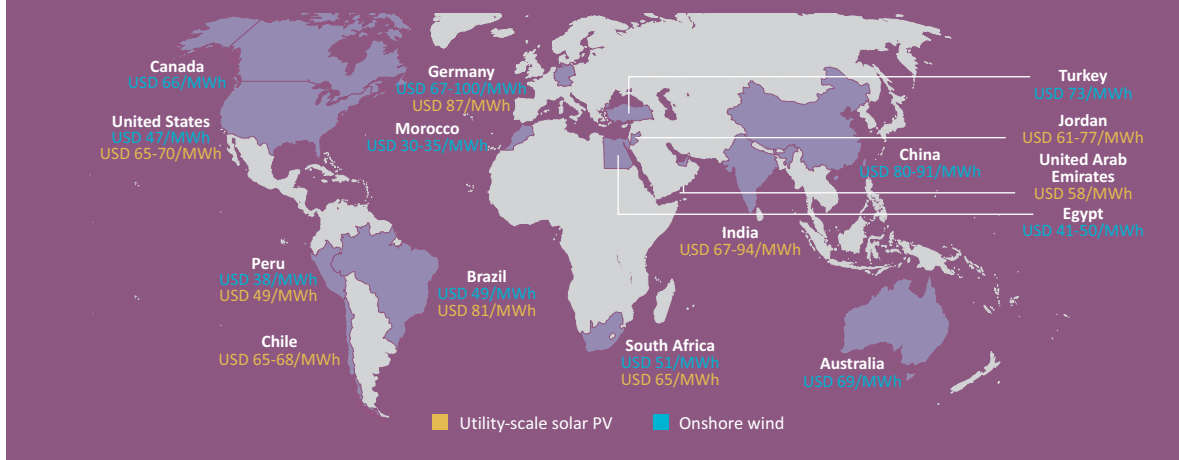 Canada
USD 66/MWh
United States
USD 47/MWh
USD 65-70/MWh
Germany
USD 67-100/MWh
USD 87/MWh
Morocco
USD 30-35/MWh
Turkey
USD 73/MWh
Jordan
USD 61-77/MWh
China
USD 80-91/MWh
United Arab
Emirates
USD 58/MWh
Egypt
USD 41-50/MWh
India
USD 67-94/MWh
Peru
USD 38/MWh
USD 49/MWh
Brazil
USD 49/MWh
USD 81/MWh
Chile
USD 65-68/MWh
South Africa
USD 51/MWh
USD 65/MWh
Australia
USD 69/MWh
Utility-scale solar PV
Onshore wind